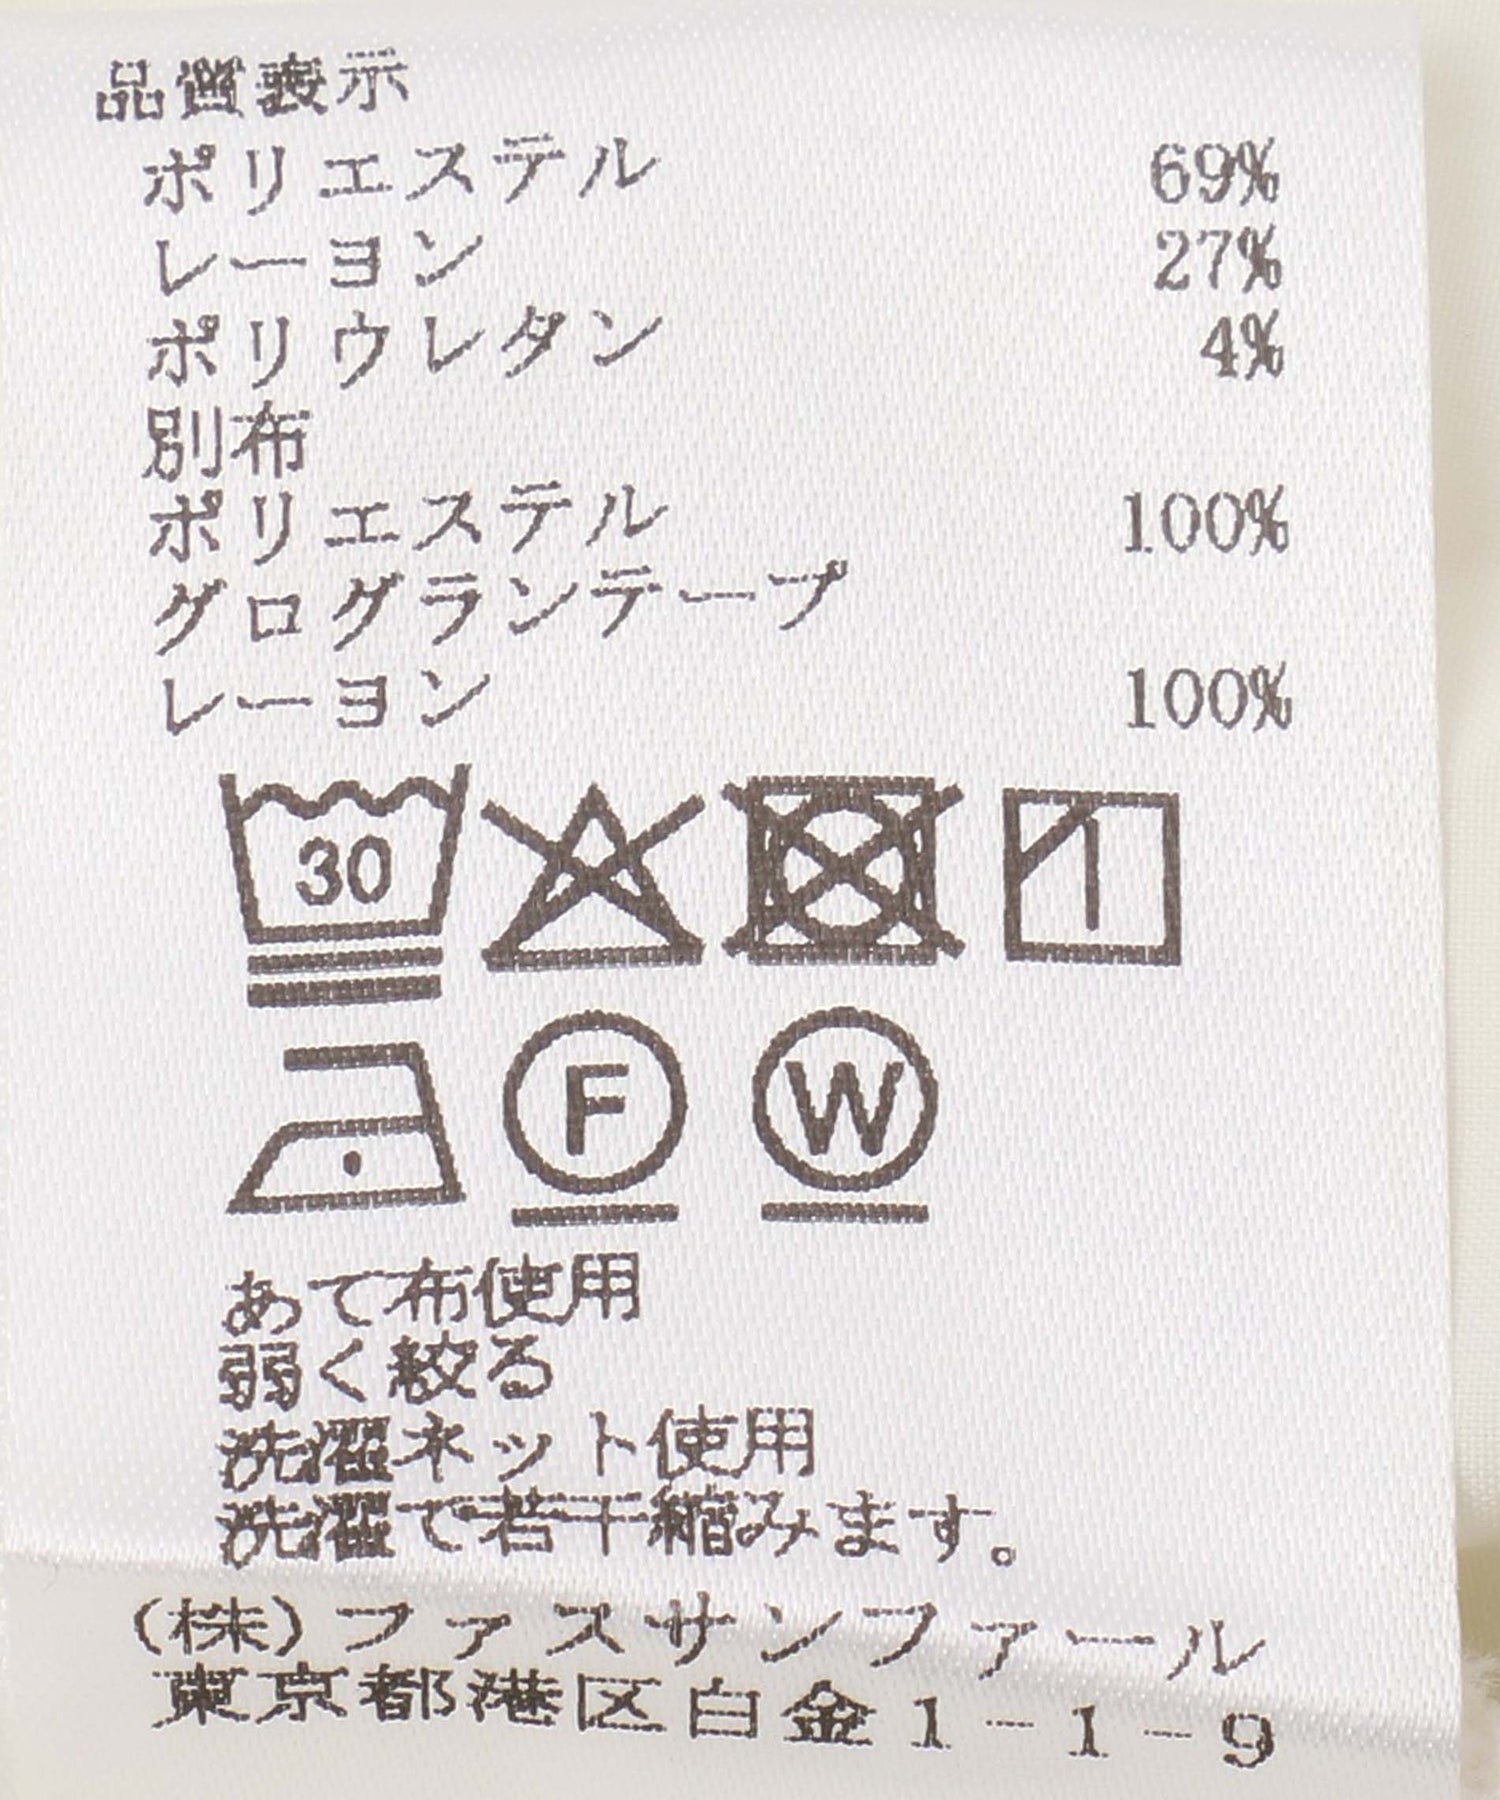 品質表示
ポリエステル 69%
レーヨン 27%
ポリウレタン 4%
別布
ポリエステル 100%
グログランテープ
レーヨン 100%
30
F W
あて布使用
弱く絞る
洗濯ネット使用
洗濯で若干縮みます。
(株)ファスサンファール
東京都港区白金1-1-9